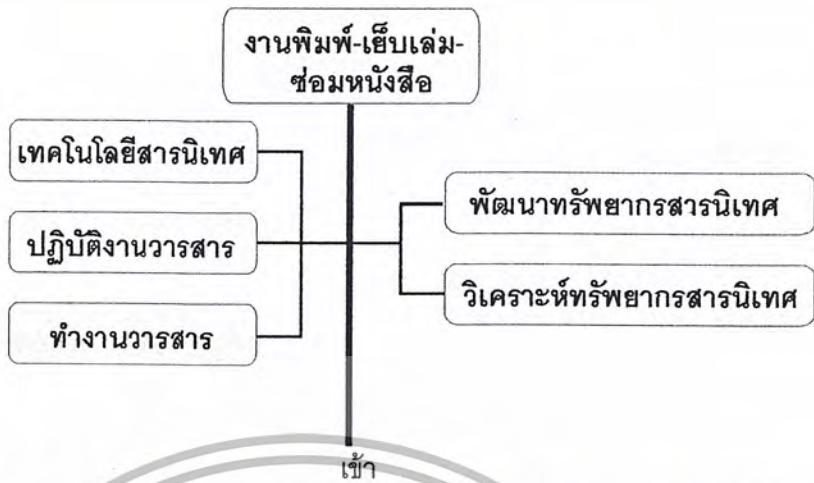 งานพิมพ์-เย็บเล่ม-
ซ่อมหนังสือ
เทคโนโลยีสารนิเทศ
ปฏิบัติงานวารสาร
ทำงานวารสาร
พัฒนาทรัพยากรสารนิเทศ
วิเคราะห์ทรัพยากรสารนิเทศ
เข้า